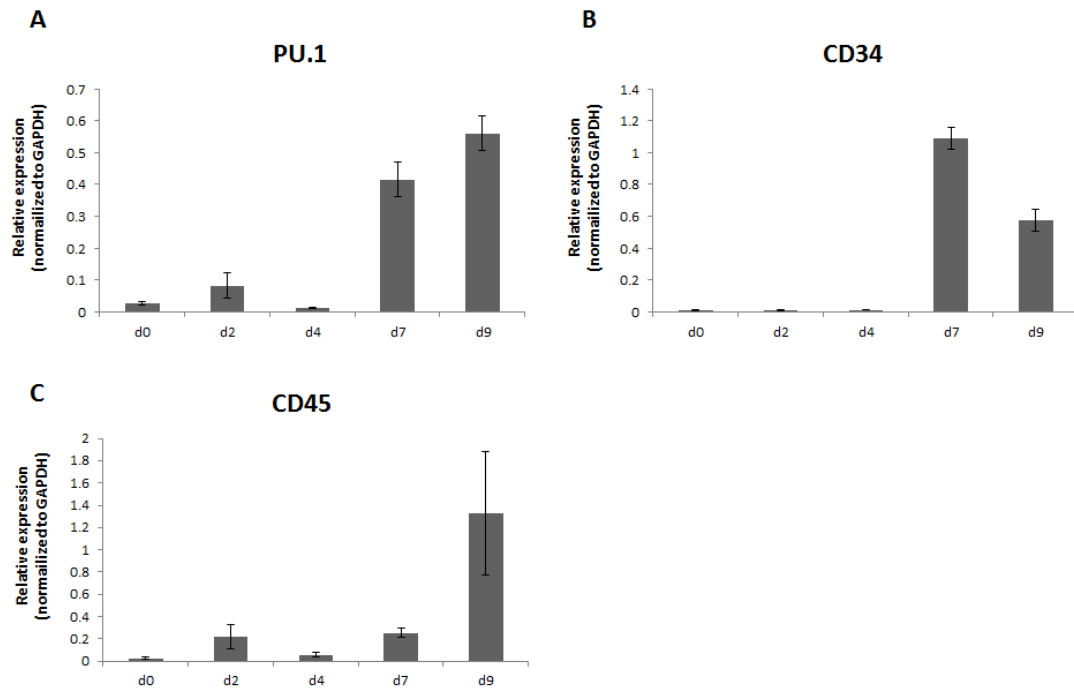 A
PU.1
Relative expression
(normailized to GAPDH)
0.7
0.6
0.5
0.4
0.3
0.2
0.1
0
d0 d2 d4 d7 d9
B
CD34
Relative expression
(normailized to GAPDH)
1.4
1.2
1
0.8
0.6
0.4
0.2
0
d0 d2 d4 d7 d9
C
CD45
Relative expression
(normailized to GAPDH)
2
1.8
1.6
1.4
1.2
1
0.8
0.6
0.4
0.2
0
d0 d2 d4 d7 d9